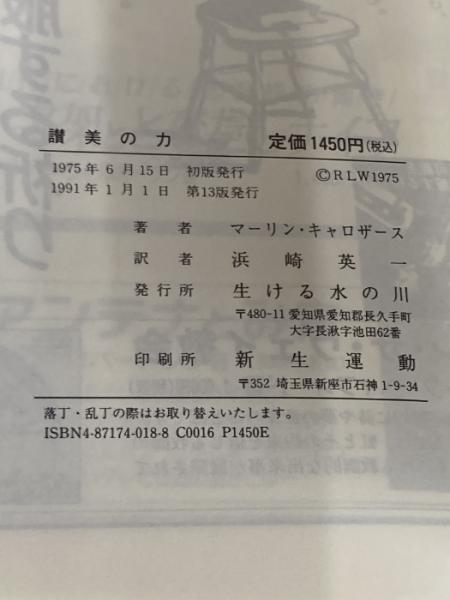 讃美の力 定価1450円(税込)
1975年6月15日 初版発行
1991年1月1日 第13版発行 ©RLW1975
著者 マーリン・キャロザース
訳者 浜崎英一
発行所 生ける水の川
〒480-11 愛知県愛知郡長久手町
大字長湫字池田62番
印刷所 新生運動
〒352 埼玉県新座市石神1-9-34
落丁・乱丁の際はお取り替えいたします。
ISBN4-87174-018-8 C0016 P1450E